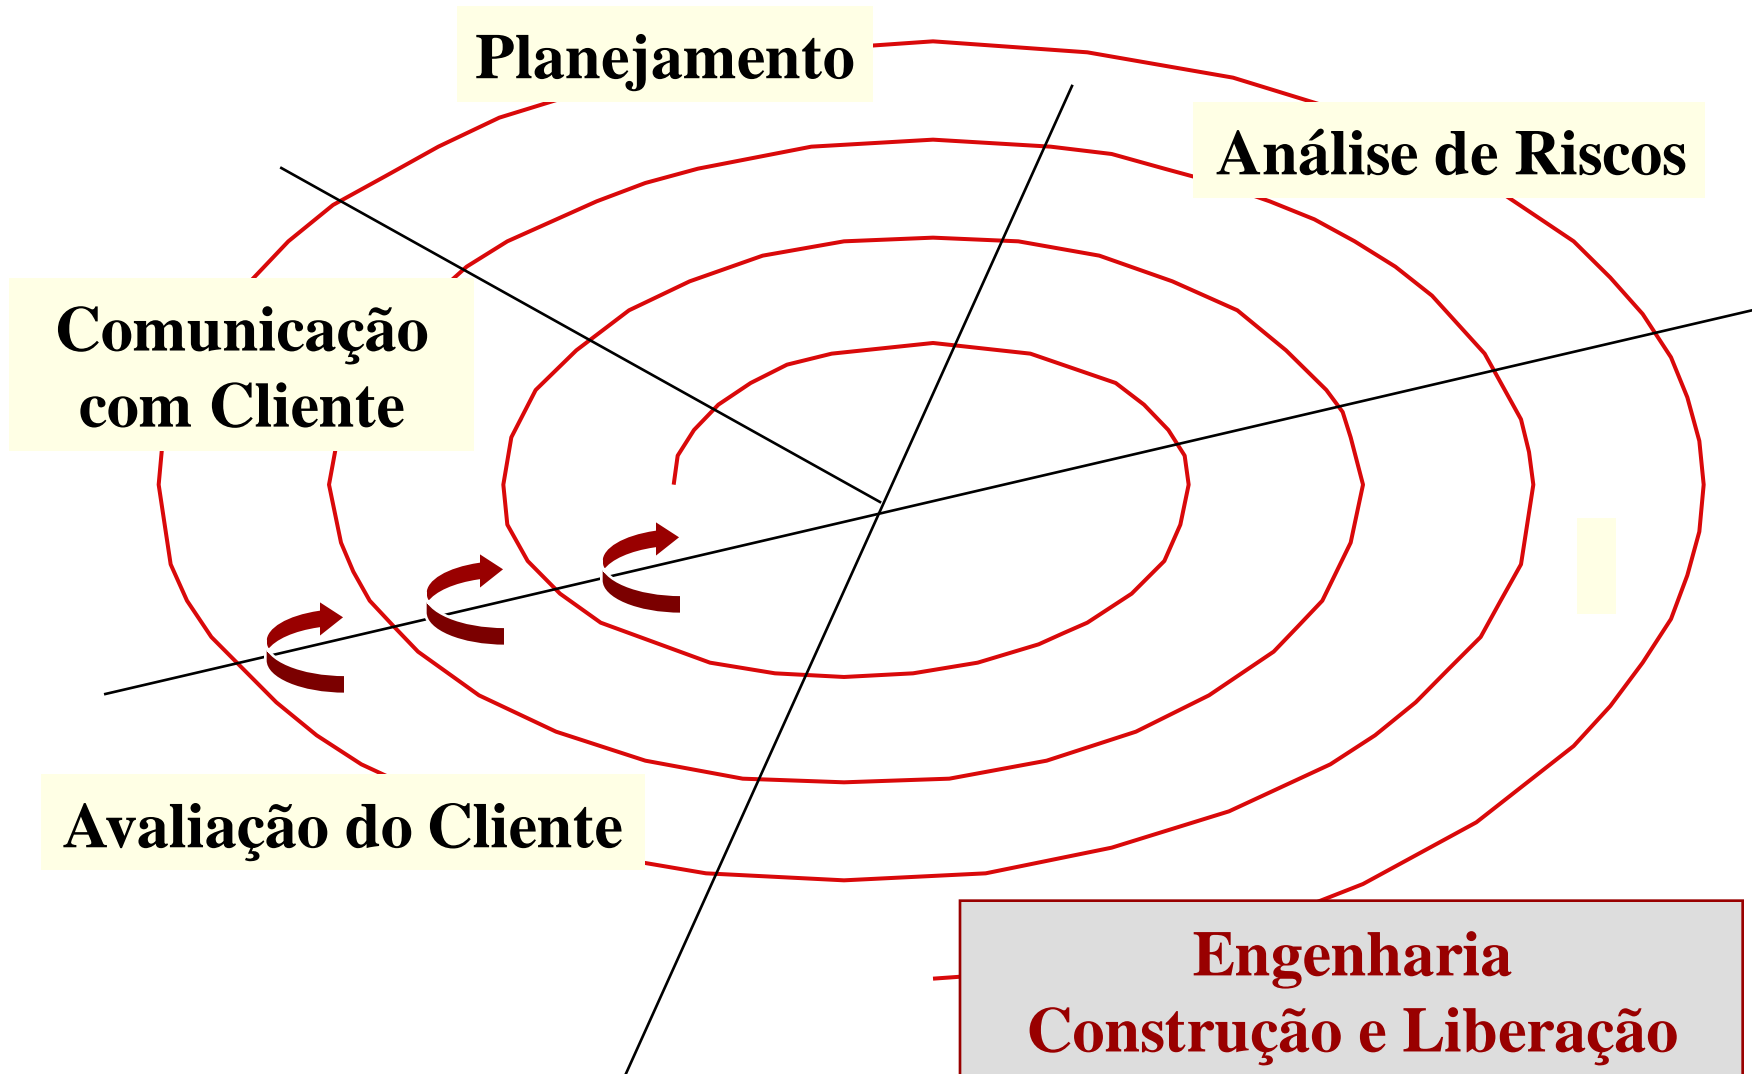 Planejamento
Análise de Riscos
Comunicação
com Cliente
Avaliação do Cliente
Engenharia
Construção e Liberação